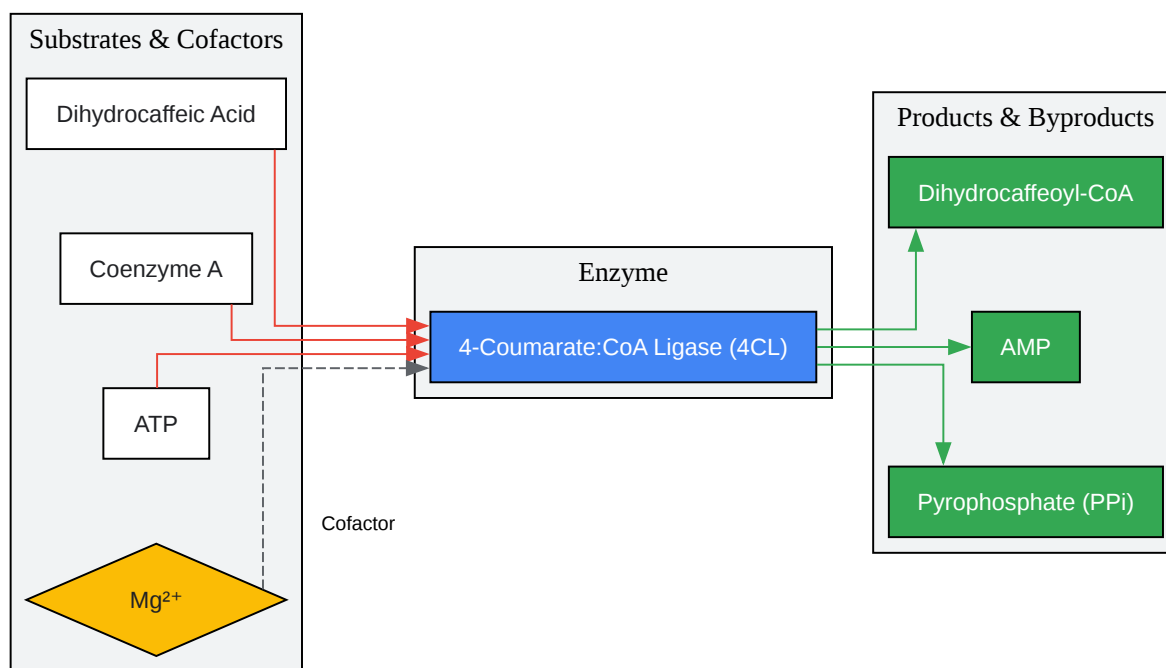 Substrates & Cofactors
Dihydrocaffeic Acid
Coenzyme A
ATP
Mg²⁺
Cofactor
Enzyme
4-Coumarate:CoA Ligase (4CL)
Products & Byproducts
Dihydrocaffeoyl-CoA
AMP
Pyrophosphate (PPi)